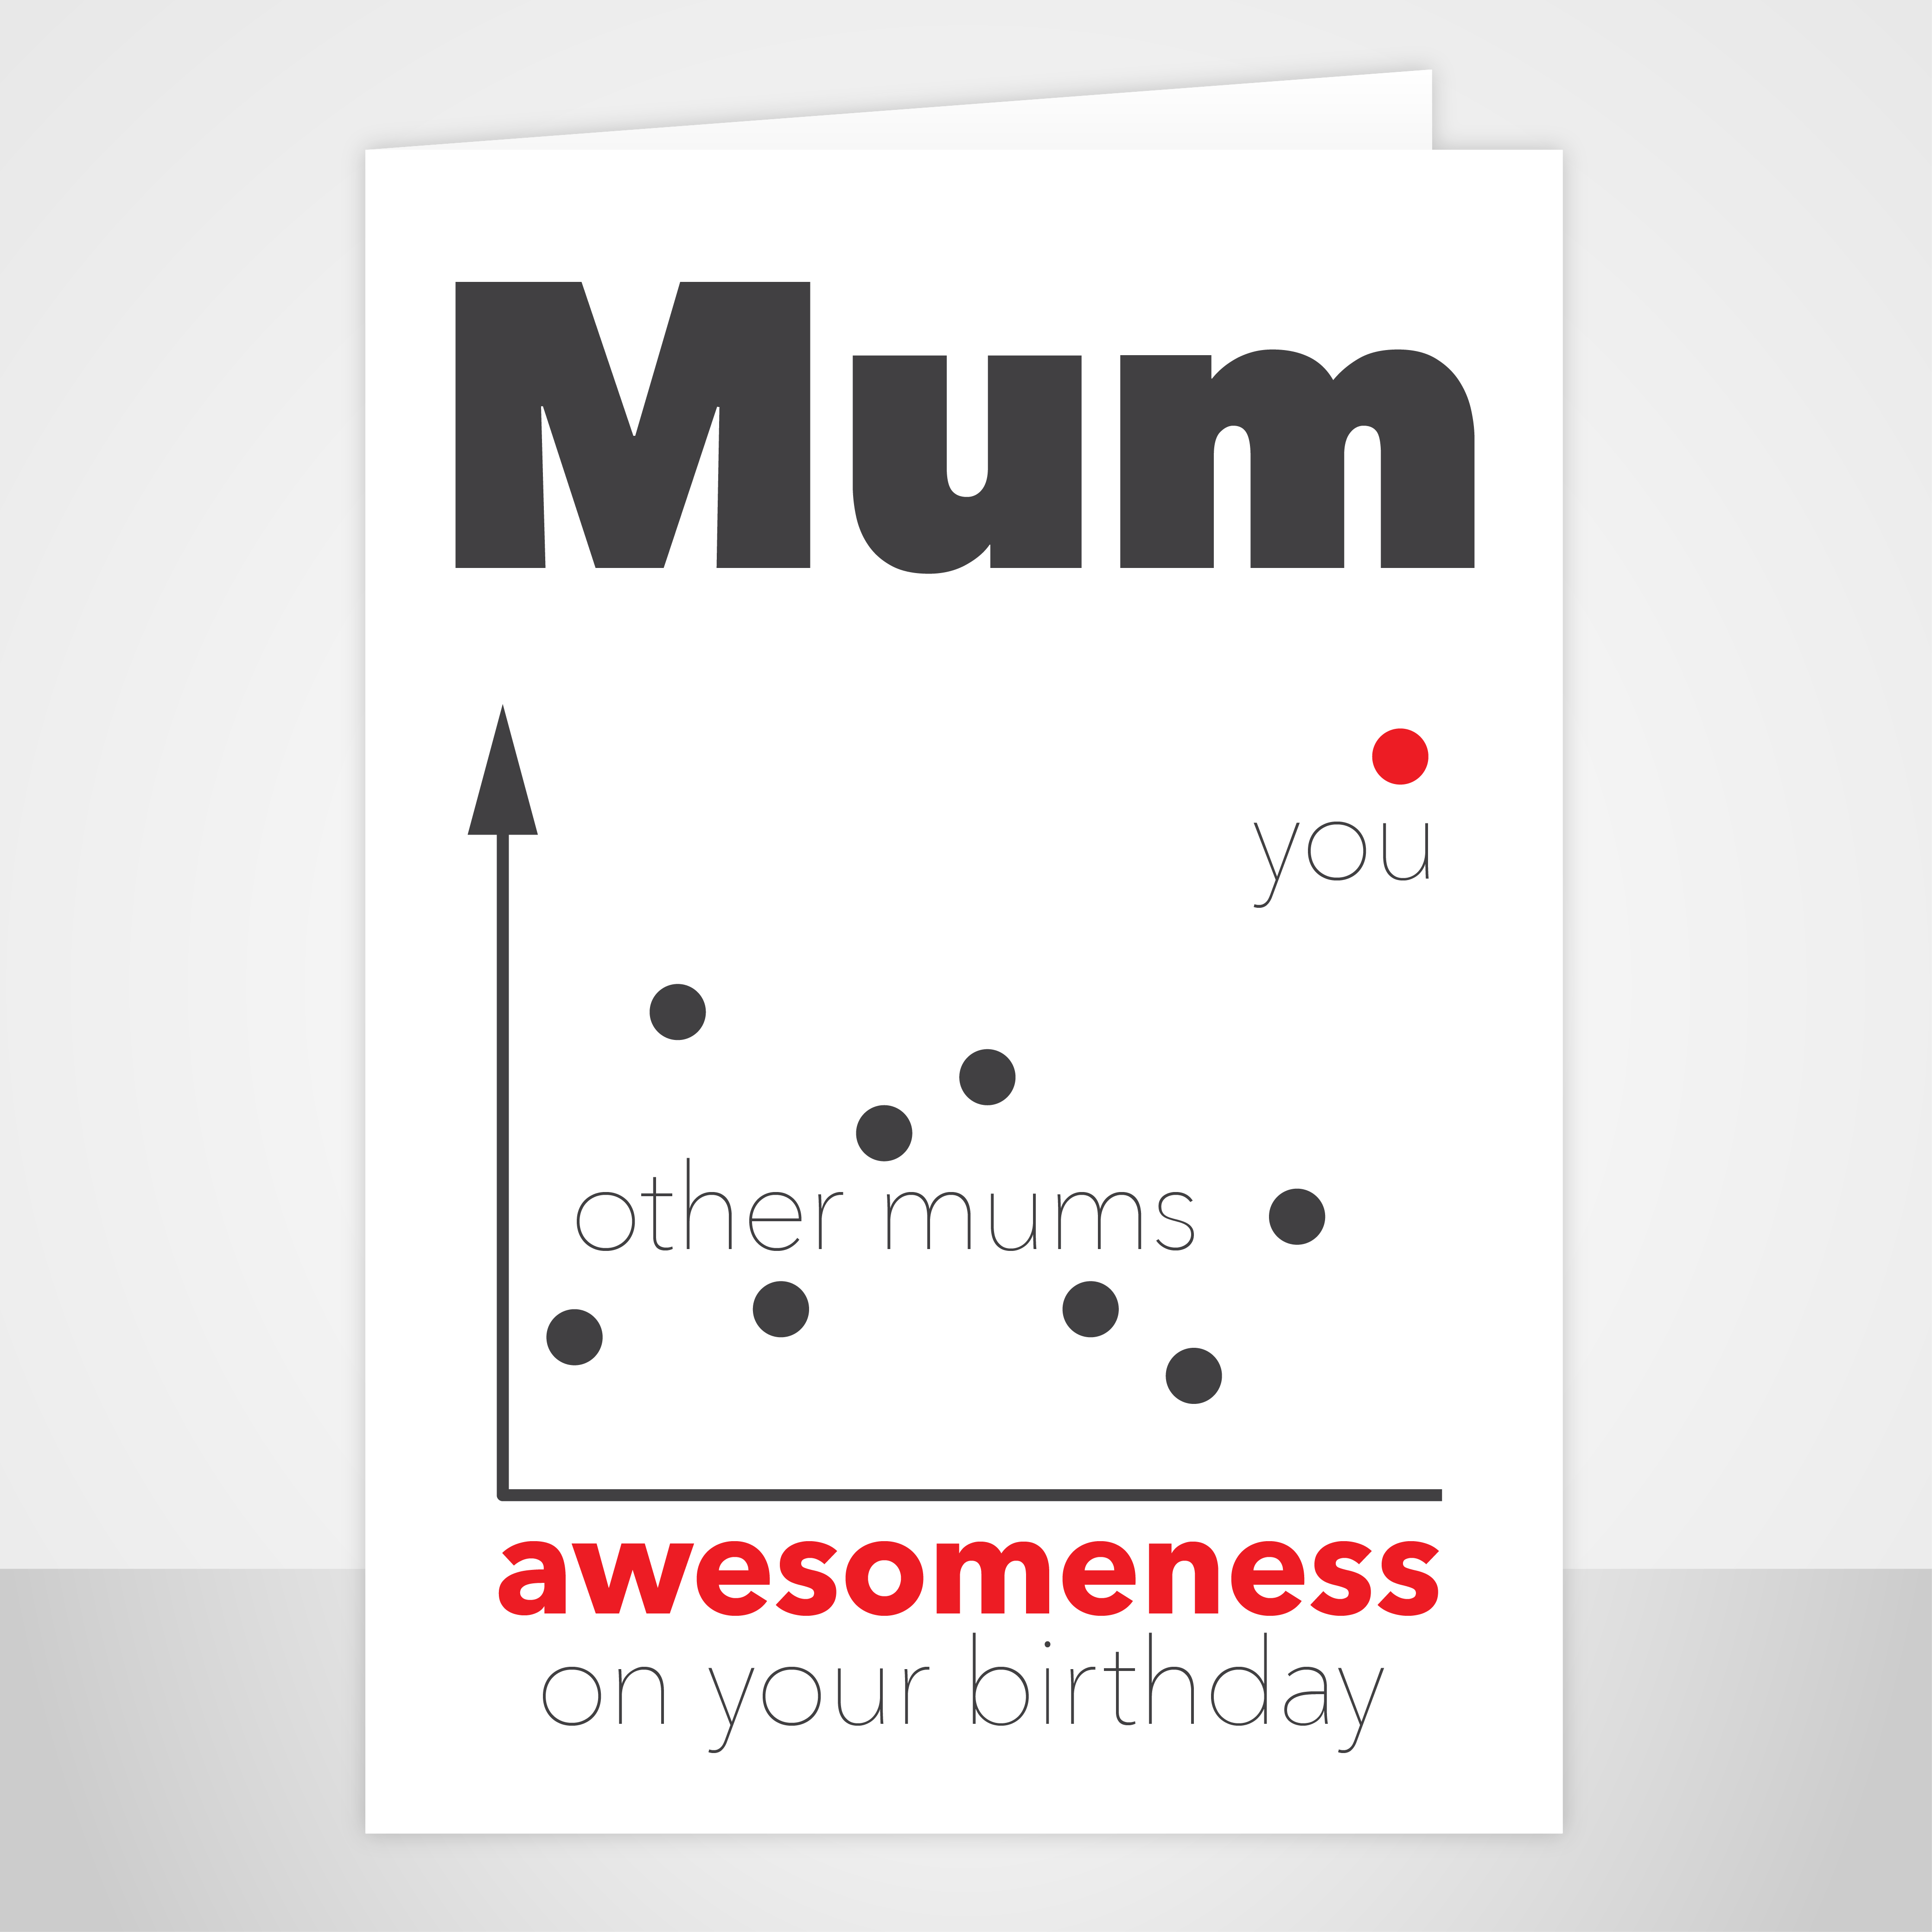 Mum
you
other mums
awesomeness
on your birthday